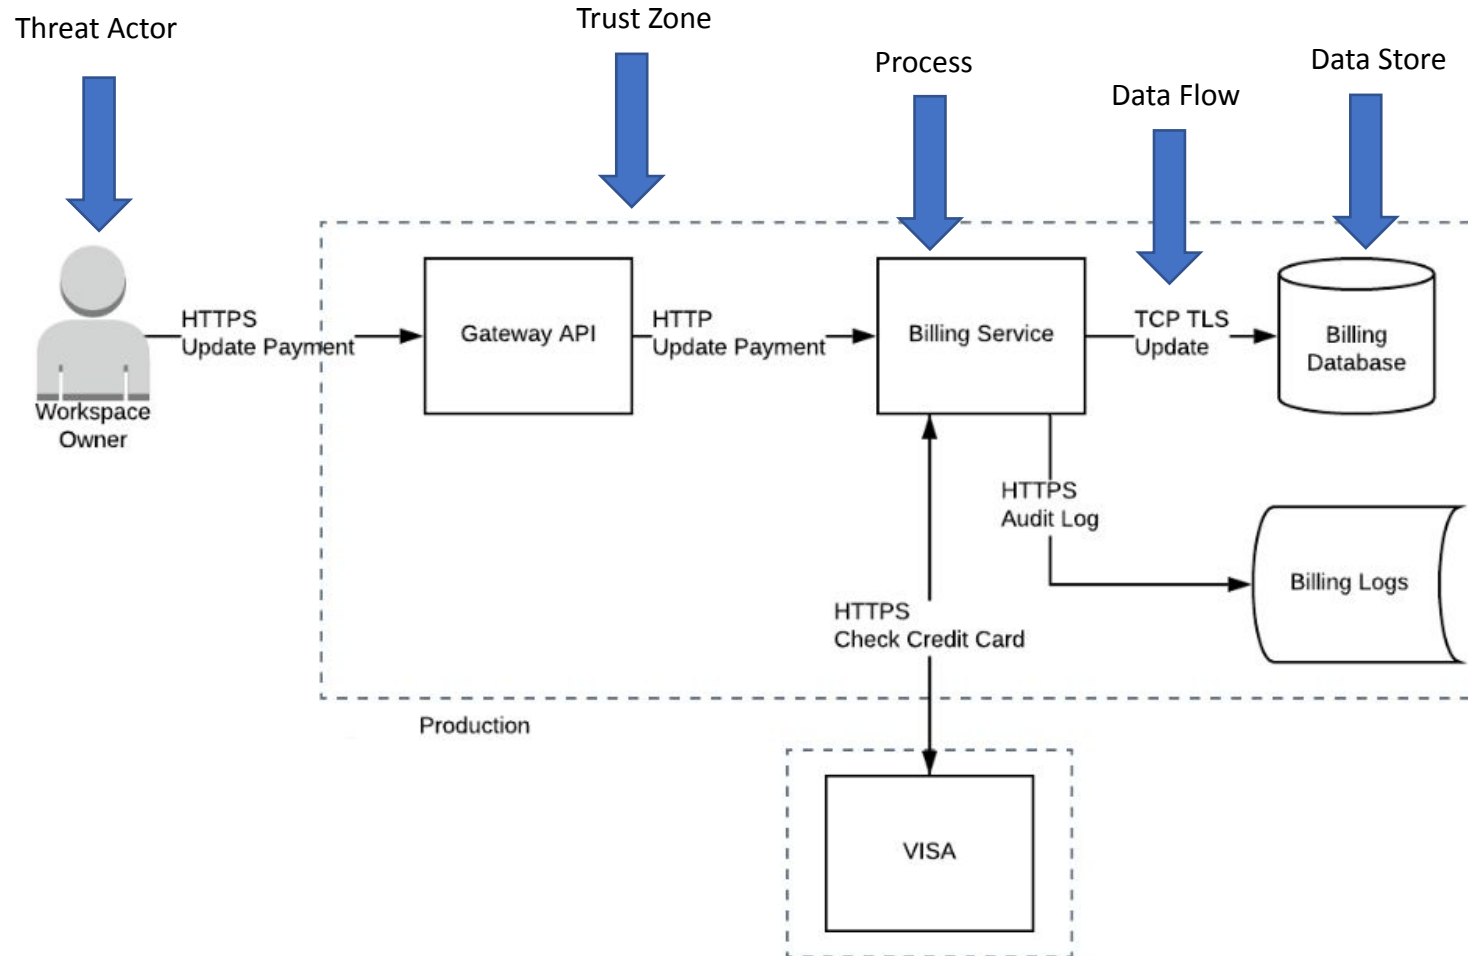 Threat Actor
Trust Zone
Process
Data Flow
Data Store
HTTPS
Update Payment
Gateway API
HTTP
Update Payment
Billing Service
TCP TLS
Update
Billing
Database
Workspace
Owner
HTTPS
Audit Log
Billing Logs
HTTPS
Check Credit Card
Production
VISA